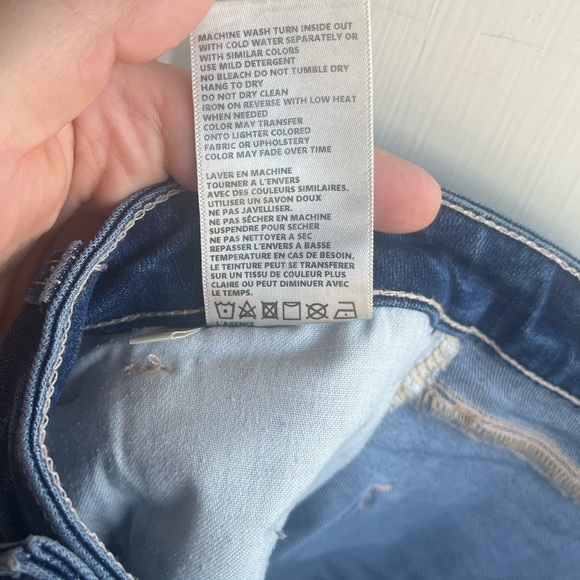 MACHINE WASH TURN INSIDE OUT
WITH COLD WATER SEPARATELY OR
WITH SIMILAR COLORS
USE MILD DETERGENT
NO BLEACH DO NOT TUMBLE DRY
HANG TO DRY
DO NOT DRY CLEAN
IRON ON REVERSE WITH LOW HEAT
WHEN NEEDED
COLOR MAY TRANSFER
ONTO LIGHTER COLORED
FABRIC OR UPHOLSTERY
COLOR MAY FADE OVER TIME
LAVER EN MACHINE
TOURNER A L'ENVERS
AVEC DES COULEURS SIMILAIRES.
UTILISER UN SAVON DOUX
NE PAS JAVELLISER.
NE PAS SÉCHER EN MACHINE
SUSPENDRE POUR SECHER
NE PAS NETTOYER A SEC
REPASSER L'ENVERS A BASSE
TEMPERATURE EN CAS DE BESOIN.
LE TEINTURE PEUT SE TRANSFERER
SUR UN TISSU DE COULEUR PLUS
CLAIRE OU PEUT DIMINUER AVEC
LE TEMPS.
L'AGENCE